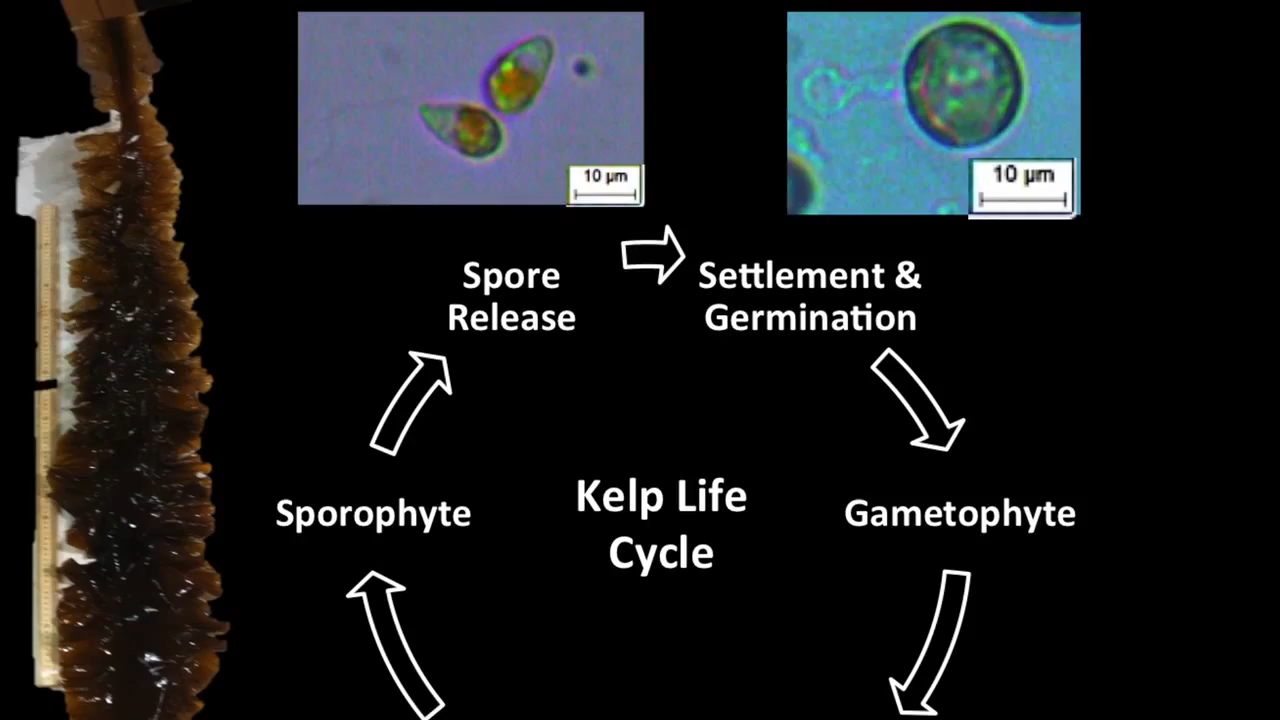 10 µm
10 µm
Spore
Release
Settlement &
Germination
Kelp Life
Cycle
Sporophyte
Gametophyte